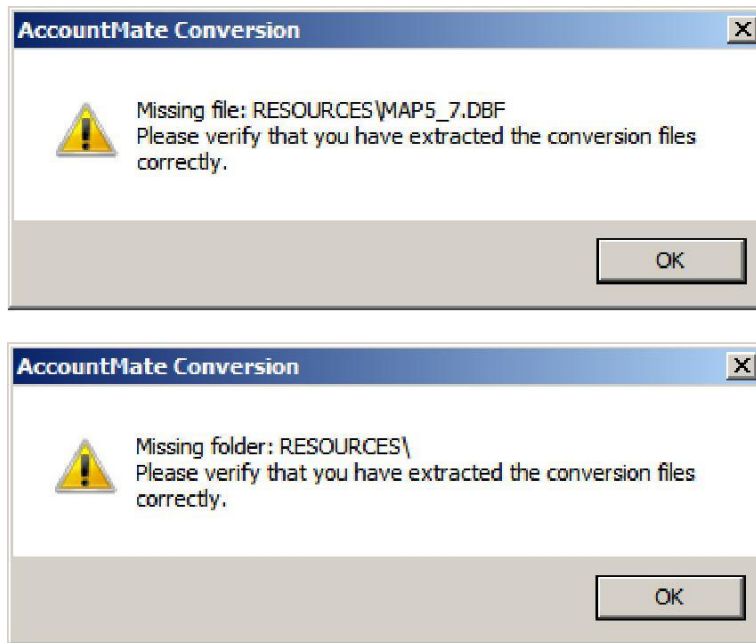 AccountMate Conversion
Missing file: RESOURCES\MAP5_7.DBF
Please verify that you have extracted the conversion files
correctly.
OK
AccountMate Conversion
Missing folder: RESOURCES\
Please verify that you have extracted the conversion files
correctly.
OK